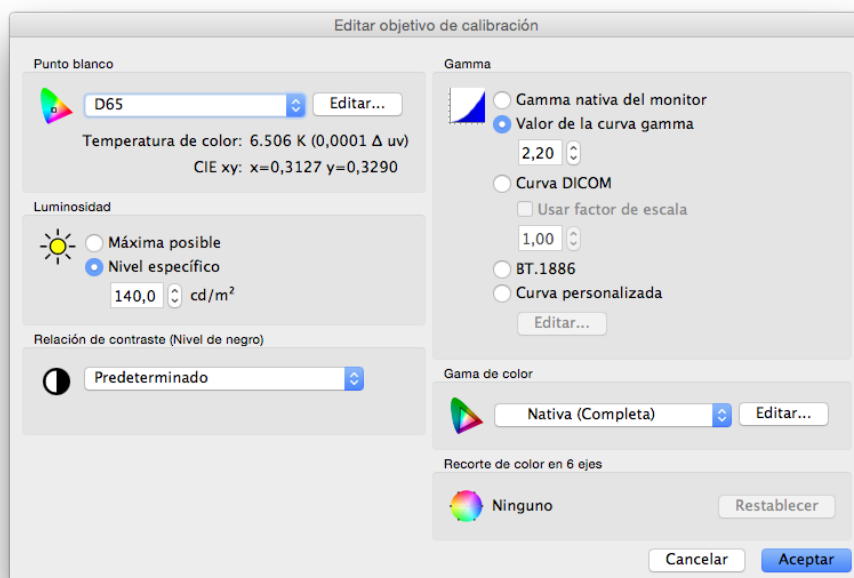 Editar objetivo de calibración
Punto blanco
D65
Editar...
Temperatura de color: 6.506 K (0,0001 Δ uv)
CIE xy: x=0,3127 y=0,3290
Luminosidad
Máxima posible
Nivel específico
140,0 cd/m²
Relación de contraste (Nivel de negro)
Predeterminado
Gamma
Gamma nativa del monitor
Valor de la curva gamma
2,20
Curva DICOM
Usar factor de escala
1,00
BT.1886
Curva personalizada
Editar...
Gama de color
Nativa (Completa)
Editar...
Recorte de color en 6 ejes
Ninguno
Restablecer
Cancelar
Aceptar